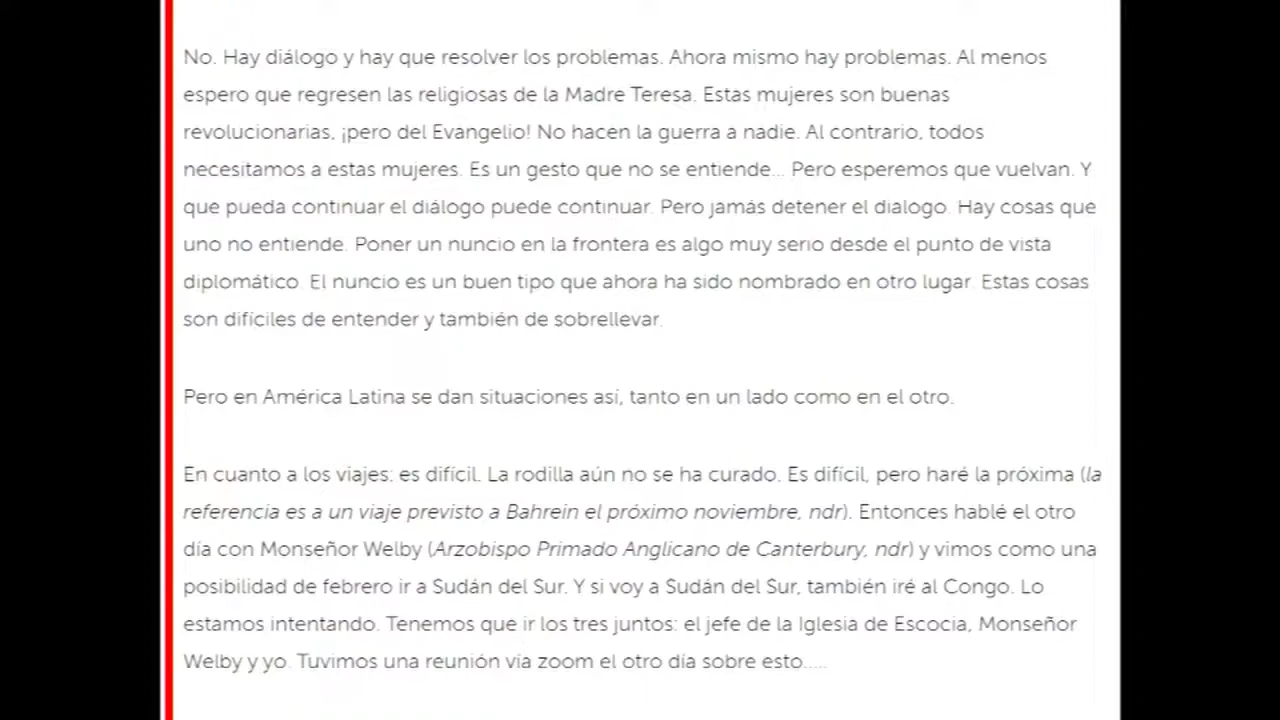 No. Hay diálogo y hay que resolver los problemas. Ahora mismo hay problemas. Al menos
espero que regresen las religiosas de la Madre Teresa. Estas mujeres son buenas
revolucionarias, ¡pero del Evangelio! No hacen la guerra a nadie. Al contrario, todos
necesitamos a estas mujeres. Es un gesto que no se entiende... Pero esperemos que vuelvan. Y
que pueda continuar el diálogo puede continuar. Pero jamás detener el dialogo. Hay cosas que
uno no entiende. Poner un nuncio en la frontera es algo muy serio desde el punto de vista
diplomático. El nuncio es un buen tipo que ahora ha sido nombrado en otro lugar. Estas cosas
son difíciles de entender y también de sobrellevar.
Pero en América Latina se dan situaciones así, tanto en un lado como en el otro.
En cuanto a los viajes: es difícil. La rodilla aún no se ha curado. Es difícil, pero haré la próxima (la
referencia es a un viaje previsto a Bahrein el próximo noviembre, ndr). Entonces hablé el otro
día con Monseñor Welby (Arzobispo Primado Anglicano de Canterbury, ndr) y vimos como una
posibilidad de febrero ir a Sudán del Sur. Y si voy a Sudán del Sur, también iré al Congo. Lo
estamos intentando. Tenemos que ir los tres juntos: el jefe de la Iglesia de Escocia, Monseñor
Welby y yo. Tuvimos una reunión vía zoom el otro día sobre esto.....